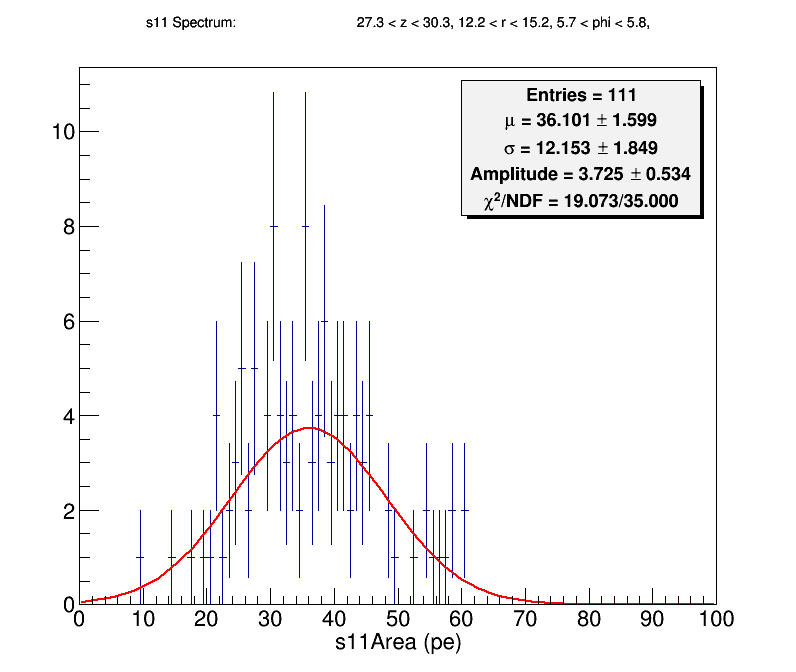 s11 Spectrum: 27.3 < z < 30.3, 12.2 < r < 15.2, 5.7 < phi < 5.8,
Entries = 111
μ = 36.101 ± 1.599
σ = 12.153 ± 1.849
Amplitude = 3.725 ± 0.534
χ²/NDF = 19.073/35.000
10
8
6
4
2
0
0 10 20 30 40 50 60 70 80 90 100
s11Area (pe)